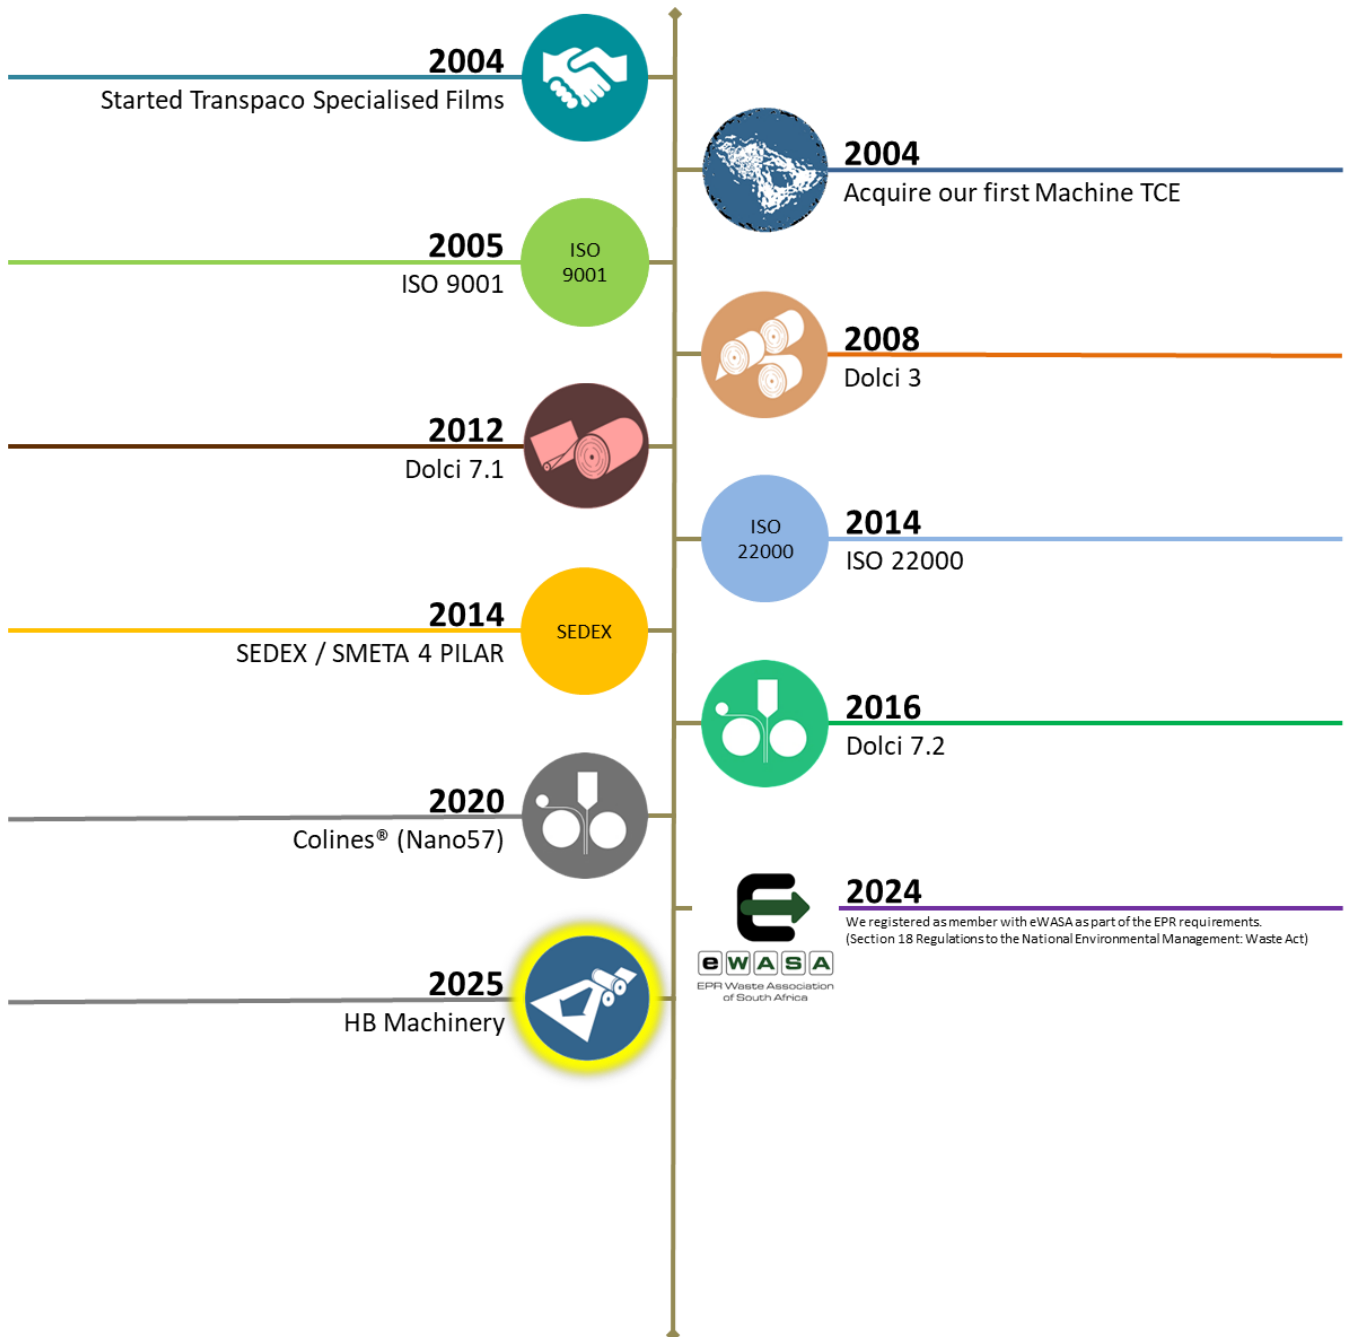 2004
Started Transpaco Specialised Films
2004
Acquire our first Machine TCE
2005
ISO 9001
ISO
9001
2008
Dolci 3
2012
Dolci 7.1
ISO
22000
2014
ISO 22000
2014
SEDEX / SMETA 4 PILAR
SEDEX
2016
Dolci 7.2
2020
Colines® (Nano57)
2024
We registered as member with eWASA as part of the EPR requirements.
(Section 18 Regulations to the National Environmental Management: Waste Act)
eWASA
EPR Waste Association
of South Africa
2025
HB Machinery